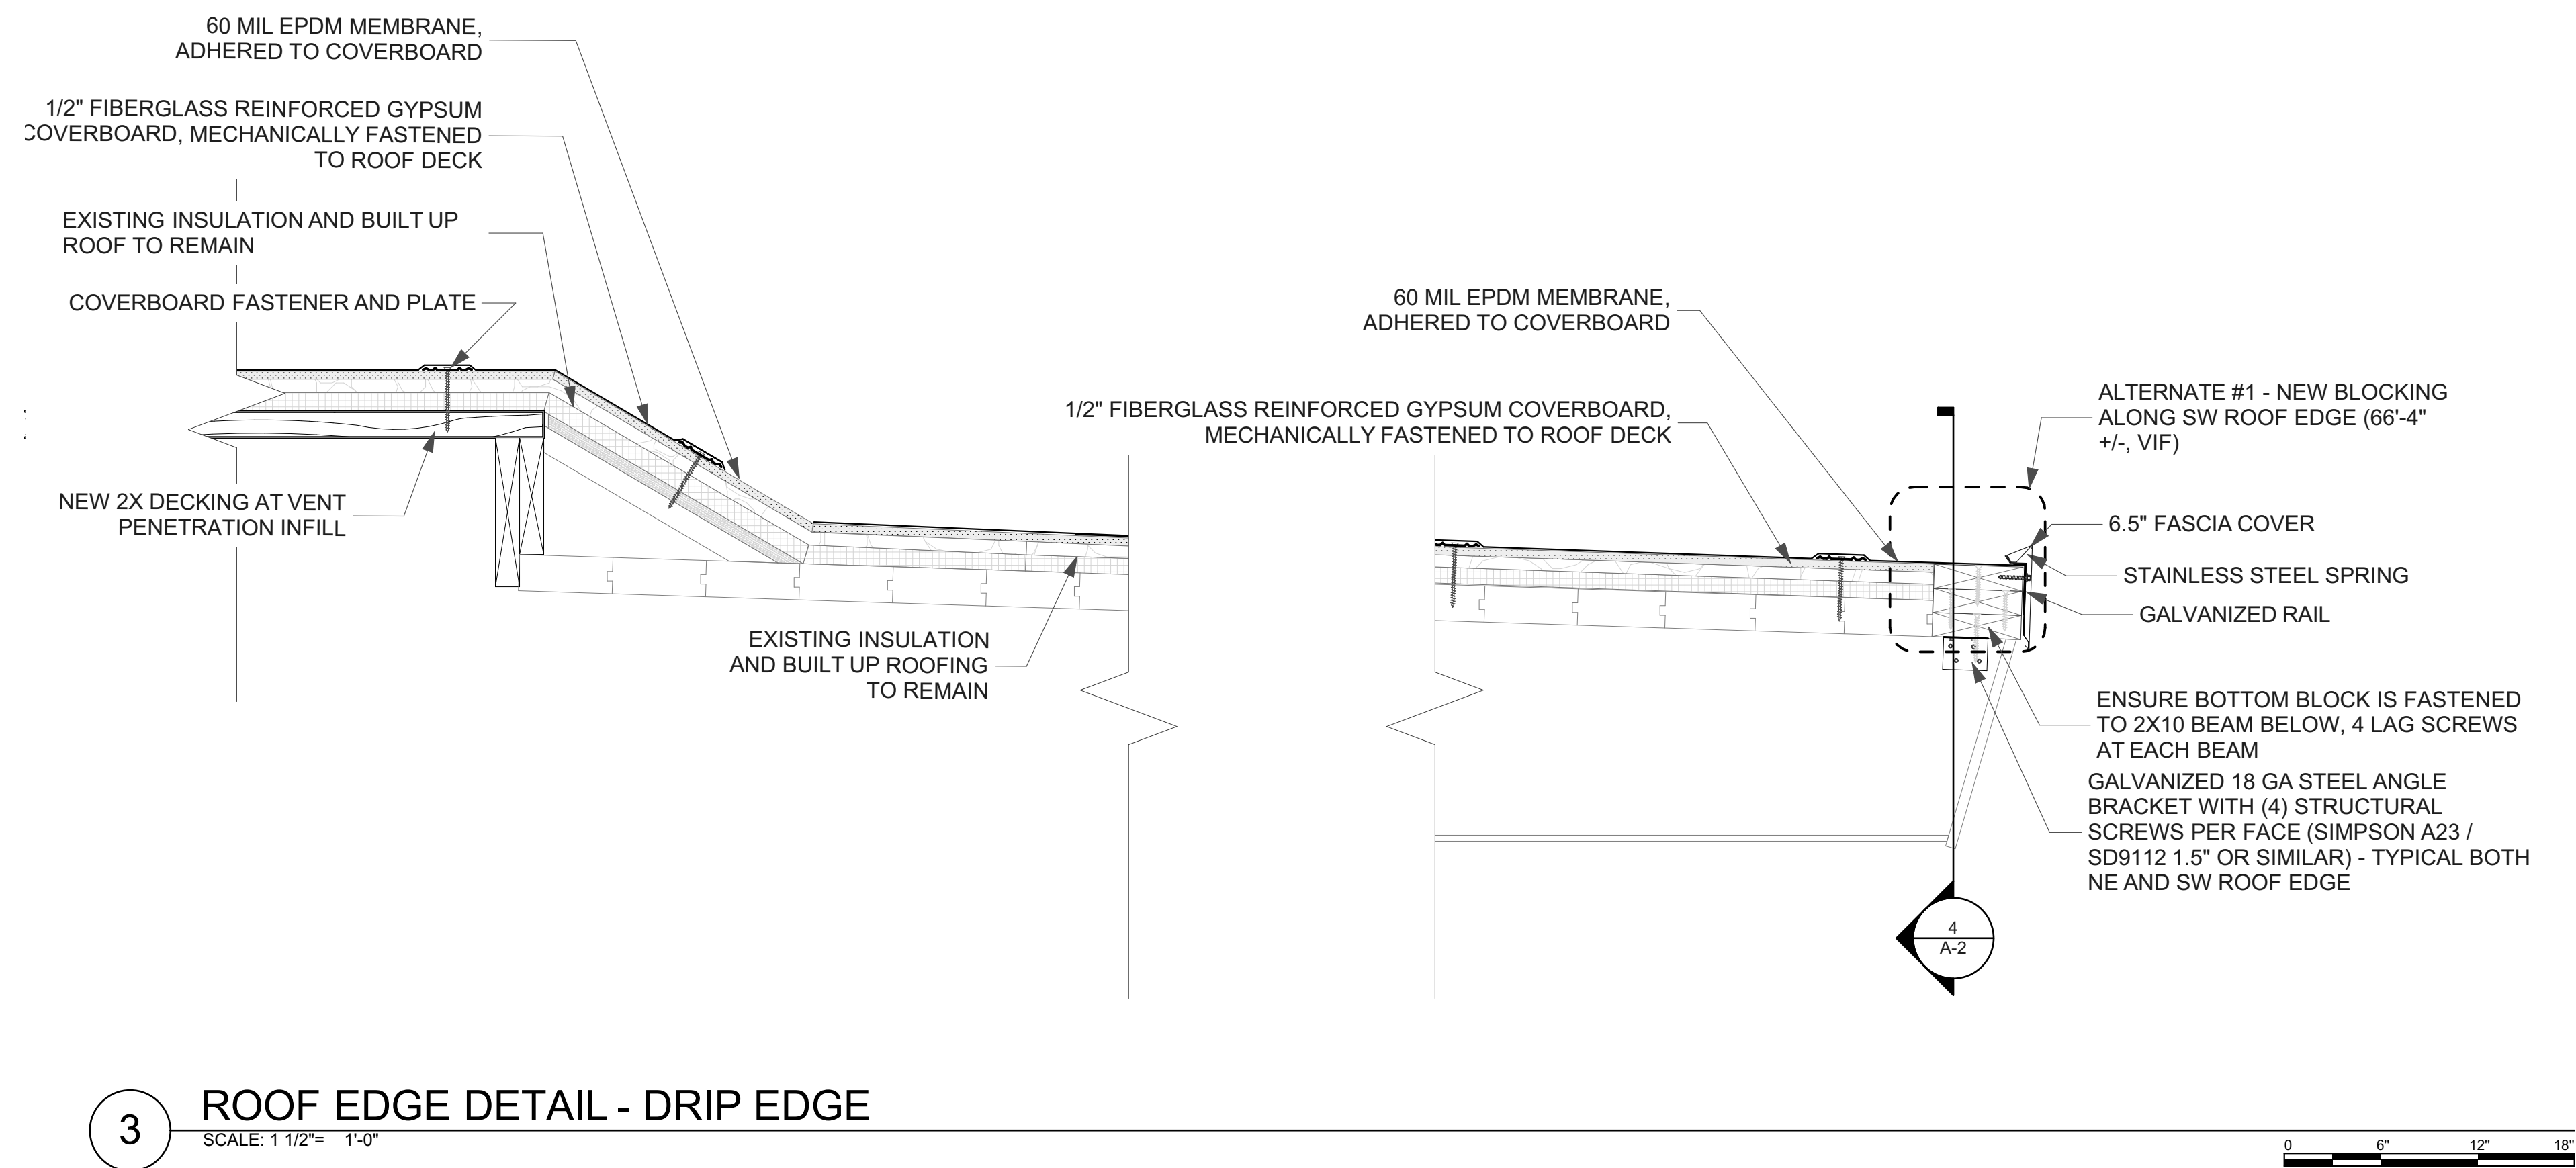 60 MIL EPDM MEMBRANE,
ADHERED TO COVERBOARD
1/2" FIBERGLASS REINFORCED GYPSUM
COVERBOARD, MECHANICALLY FASTENED
TO ROOF DECK
EXISTING INSULATION AND BUILT UP
ROOF TO REMAIN
COVERBOARD FASTENER AND PLATE
NEW 2X DECKING AT VENT
PENETRATION INFILL
EXISTING INSULATION
AND BUILT UP ROOFING
TO REMAIN
60 MIL EPDM MEMBRANE,
ADHERED TO COVERBOARD
1/2" FIBERGLASS REINFORCED GYPSUM COVERBOARD,
MECHANICALLY FASTENED TO ROOF DECK
ALTERNATE #1 - NEW BLOCKING
ALONG SW ROOF EDGE (66'-4"
+/-, VIF)
6.5" FASCIA COVER
STAINLESS STEEL SPRING
GALVANIZED RAIL
ENSURE BOTTOM BLOCK IS FASTENED
TO 2X10 BEAM BELOW, 4 LAG SCREWS
AT EACH BEAM
GALVANIZED 18 GA STEEL ANGLE
BRACKET WITH (4) STRUCTURAL
SCREWS PER FACE (SIMPSON A23 /
SD9112 1.5" OR SIMILAR) - TYPICAL BOTH
NE AND SW ROOF EDGE
4
A-2
3
ROOF EDGE DETAIL - DRIP EDGE
SCALE: 1 1/2"= 1'-0"
0 6" 12" 18"